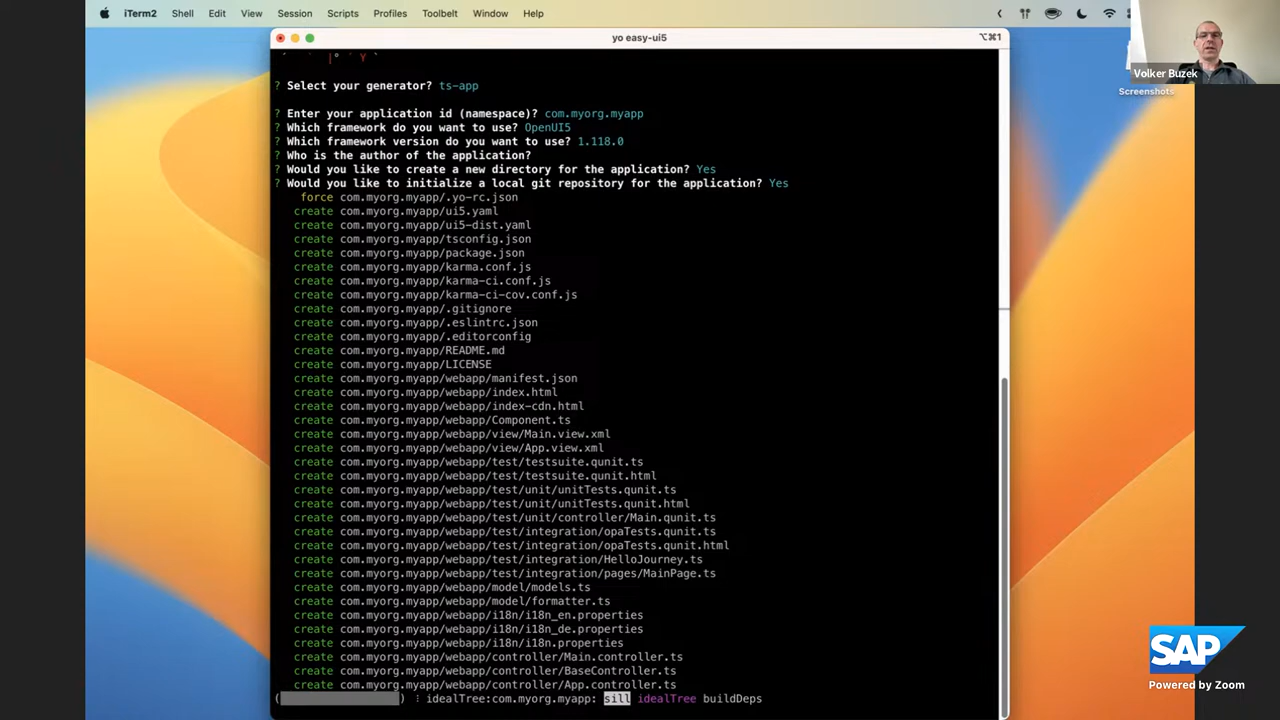 iTerm2 Shell Edit View Session Scripts Profiles Toolbelt Window Help
yo easy-ui5 ⌥⌘1
Volker Buzek
Screenshots
? Select your generator? ts-app
? Enter your application id (namespace)? com.myorg.myapp
? Which framework do you want to use? OpenUI5
? Which framework version do you want to use? 1.118.0
? Who is the author of the application?
? Would you like to create a new directory for the application? Yes
? Would you like to initialize a local git repository for the application? Yes
force com.myorg.myapp/.yo-rc.json
create com.myorg.myapp/ui5.yaml
create com.myorg.myapp/ui5-dist.yaml
create com.myorg.myapp/tsconfig.json
create com.myorg.myapp/package.json
create com.myorg.myapp/karma.conf.js
create com.myorg.myapp/karma-ci.conf.js
create com.myorg.myapp/karma-ci-cov.conf.js
create com.myorg.myapp/.gitignore
create com.myorg.myapp/.eslintrc.json
create com.myorg.myapp/.editorconfig
create com.myorg.myapp/README.md
create com.myorg.myapp/LICENSE
create com.myorg.myapp/webapp/manifest.json
create com.myorg.myapp/webapp/index.html
create com.myorg.myapp/webapp/index-cdn.html
create com.myorg.myapp/webapp/Component.ts
create com.myorg.myapp/webapp/view/Main.view.xml
create com.myorg.myapp/webapp/view/App.view.xml
create com.myorg.myapp/webapp/test/testsuite.qunit.ts
create com.myorg.myapp/webapp/test/testsuite.qunit.html
create com.myorg.myapp/webapp/test/unit/unitTests.qunit.ts
create com.myorg.myapp/webapp/test/unit/unitTests.qunit.html
create com.myorg.myapp/webapp/test/unit/controller/Main.qunit.ts
create com.myorg.myapp/webapp/test/integration/opaTests.qunit.ts
create com.myorg.myapp/webapp/test/integration/opaTests.qunit.html
create com.myorg.myapp/webapp/test/integration/HelloJourney.ts
create com.myorg.myapp/webapp/test/integration/pages/MainPage.ts
create com.myorg.myapp/webapp/model/models.ts
create com.myorg.myapp/webapp/model/formatter.ts
create com.myorg.myapp/webapp/i18n/i18n_en.properties
create com.myorg.myapp/webapp/i18n/i18n_de.properties
create com.myorg.myapp/webapp/i18n/i18n.properties
create com.myorg.myapp/webapp/controller/Main.controller.ts
create com.myorg.myapp/webapp/controller/BaseController.ts
create com.myorg.myapp/webapp/controller/App.controller.ts
( ) ⠸ idealTree:com.myorg.myapp: sill idealTree buildDeps
SAP
Powered by Zoom